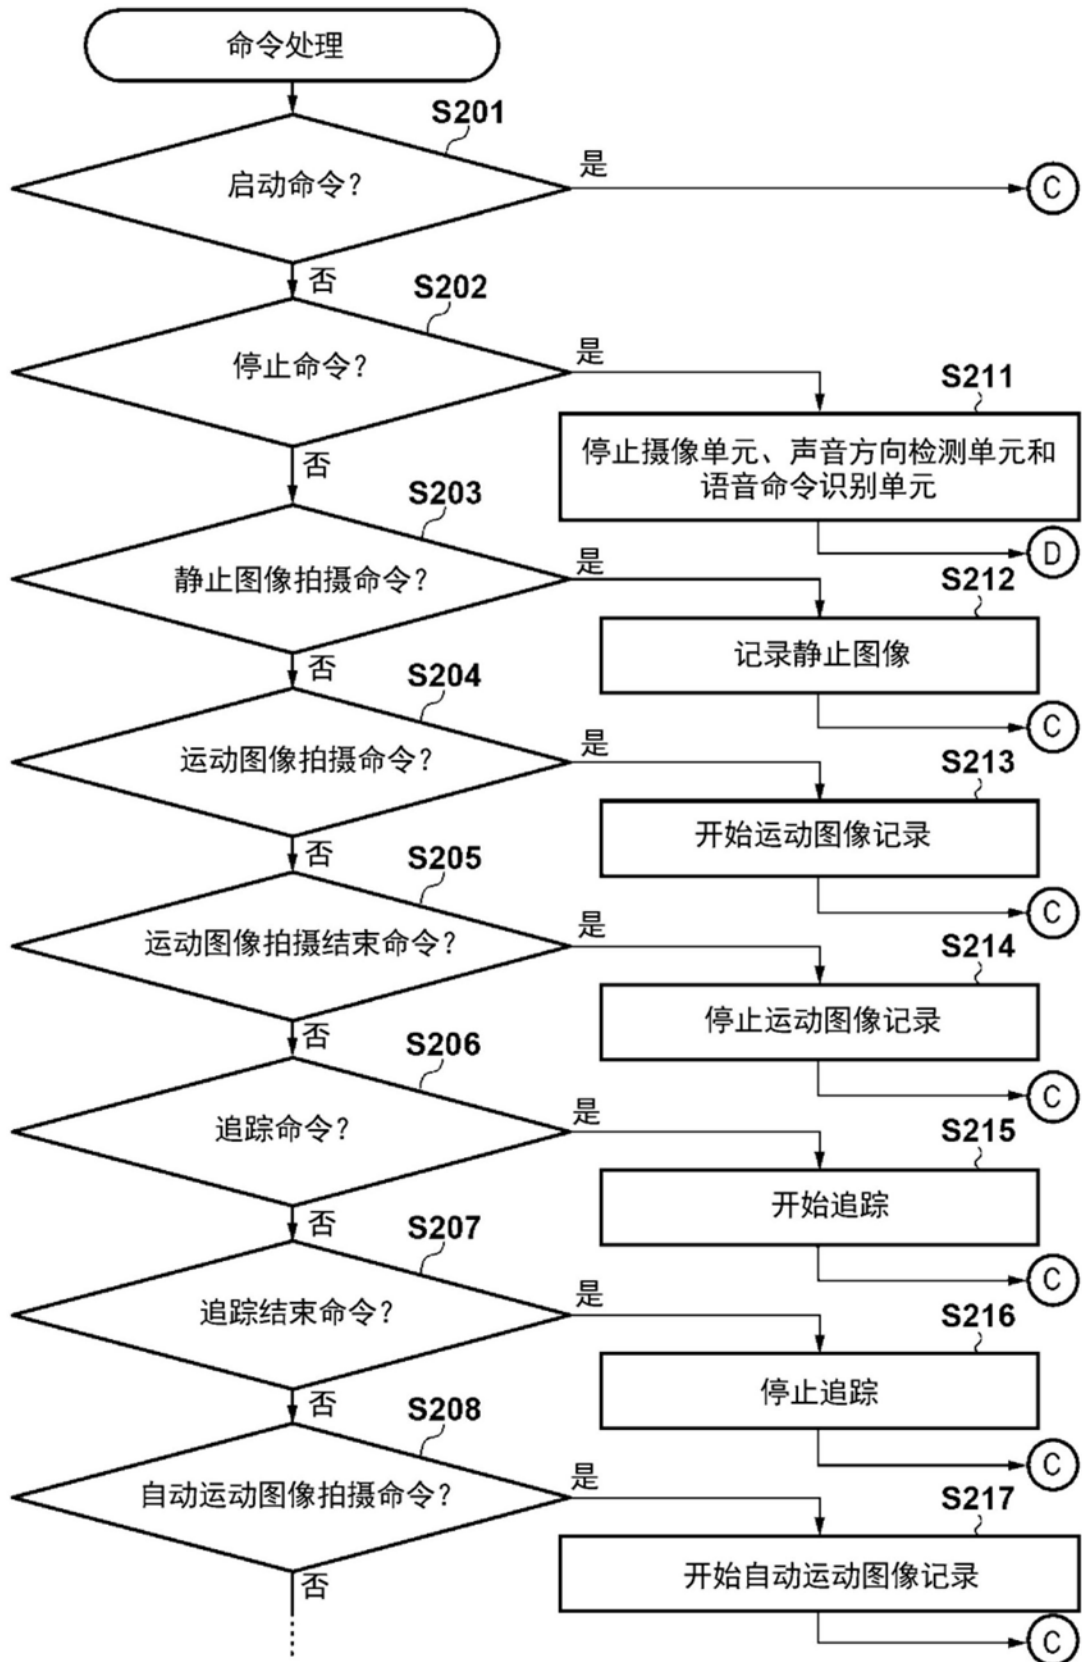 命令处理
S201
启动命令?
是
C
否
S202
停止命令?
是
S211
停止摄像单元、声音方向检测单元和
语音命令识别单元
D
否
S203
静止图像拍摄命令?
是
S212
记录静止图像
C
否
S204
运动图像拍摄命令?
是
S213
开始运动图像记录
C
否
S205
运动图像拍摄结束命令?
是
S214
停止运动图像记录
C
否
S206
追踪命令?
是
S215
开始追踪
C
否
S207
追踪结束命令?
是
S216
停止追踪
C
否
S208
自动运动图像拍摄命令?
是
S217
开始自动运动图像记录
C
否